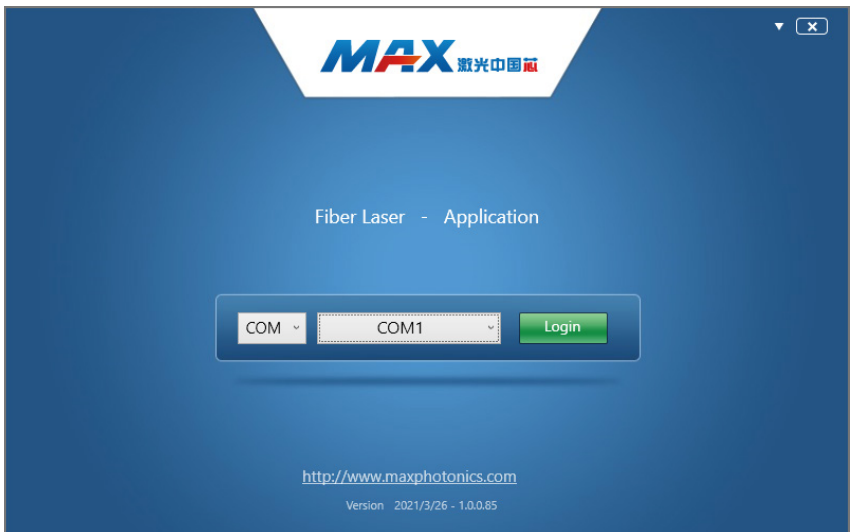 MAX 激光中国芯
Fiber Laser - Application
COM COM1 Login
http://www.maxphotonics.com
Version 2021/3/26 - 1.0.0.85